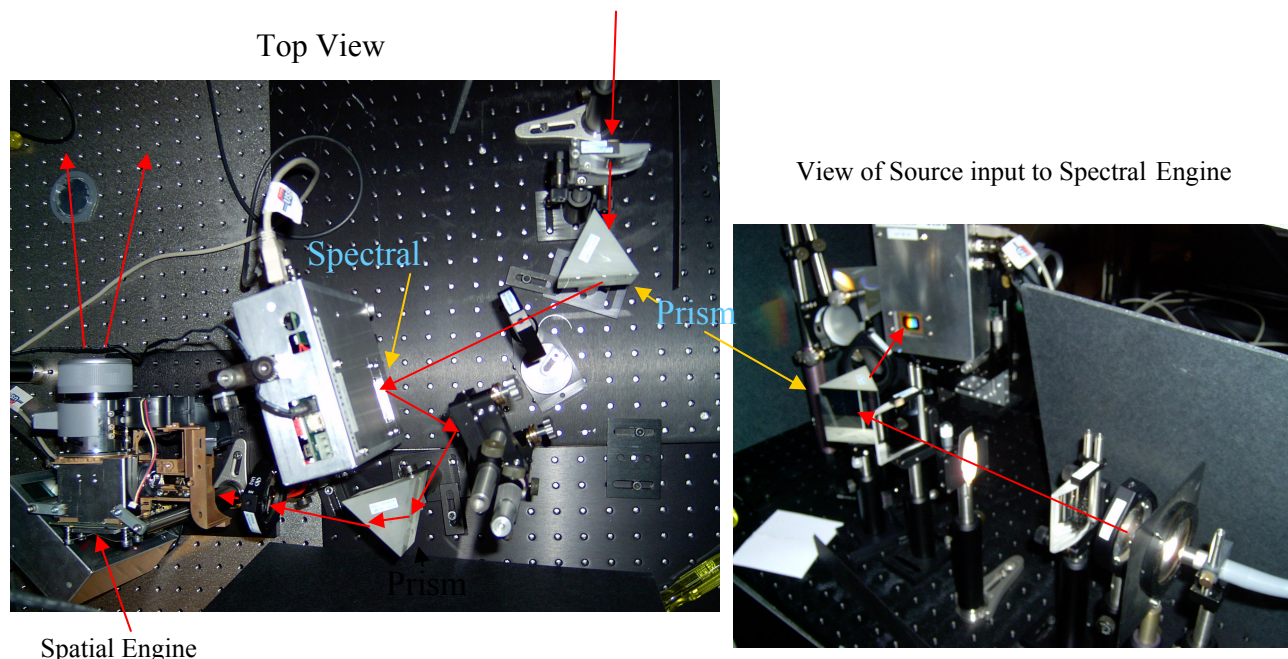 Top View
View of Source input to Spectral Engine
Spectral
Prism
Prism
Spatial Engine